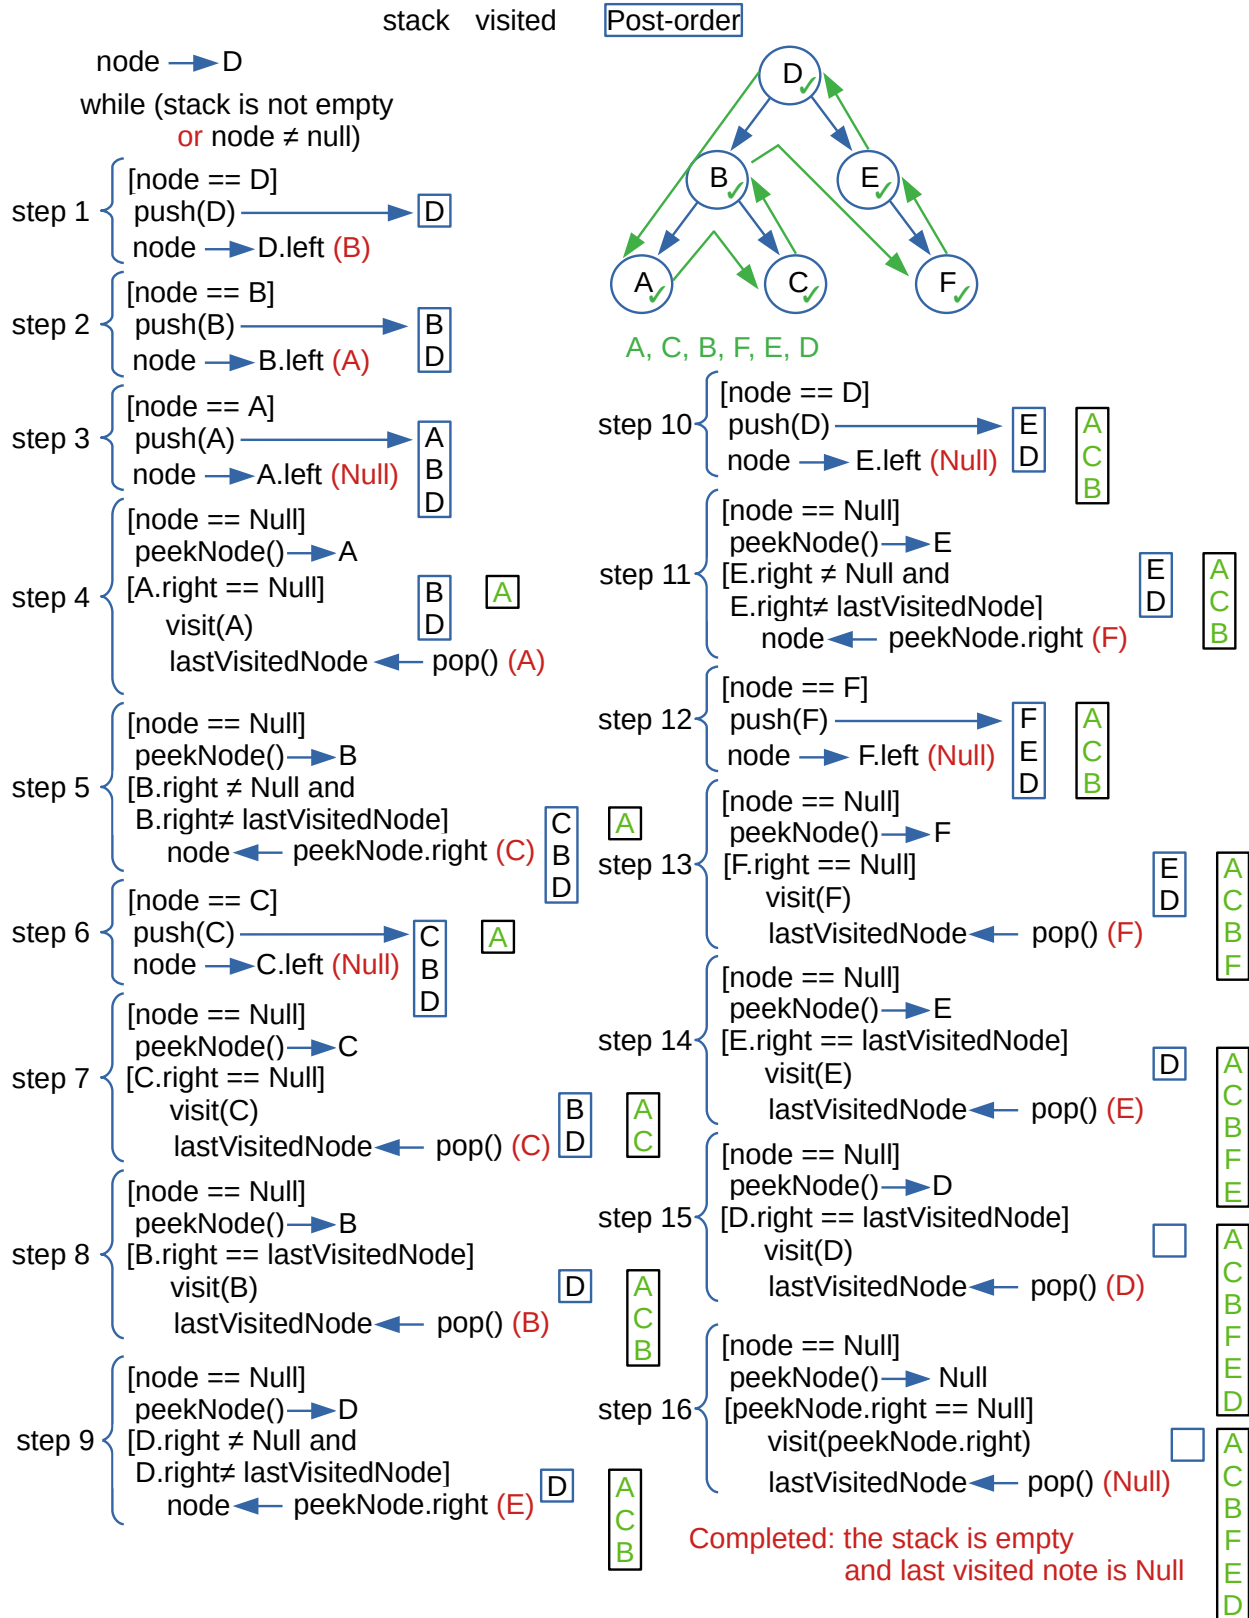 stack visited Post-order
node D
while (stack is not empty
or node ≠ null)
step 1
[node == D]
push(D)
node D.left (B)
D
step 2
[node == B]
push(B)
node B.left (A)
B
D
step 3
[node == A]
push(A)
node A.left (Null)
A
B
D
step 4
[node == Null]
peekNode() A
[A.right == Null]
visit(A)
lastVisitedNode pop() (A)
B
D
A
step 5
[node == Null]
peekNode() B
[B.right ≠ Null and
B.right≠ lastVisitedNode]
node peekNode.right (C)
C
B
D
A
step 6
[node == C]
push(C)
node C.left (Null)
C
B
D
A
step 7
[node == Null]
peekNode() C
[C.right == Null]
visit(C)
lastVisitedNode pop() (C)
B
D
A
C
step 8
[node == Null]
peekNode() B
[B.right == lastVisitedNode]
visit(B)
lastVisitedNode pop() (B)
D
A
C
B
step 9
[node == Null]
peekNode() D
[D.right ≠ Null and
D.right≠ lastVisitedNode]
node peekNode.right (E)
D
A
C
B
D
B
E
A
C
F
A, C, B, F, E, D
step 10
[node == D]
push(D)
node E.left (Null)
E
D
A
C
B
step 11
[node == Null]
peekNode() E
[E.right ≠ Null and
E.right≠ lastVisitedNode]
node peekNode.right (F)
E
D
A
C
B
step 12
[node == F]
push(F)
node F.left (Null)
F
E
D
A
C
B
step 13
[node == Null]
peekNode() F
[F.right == Null]
visit(F)
lastVisitedNode pop() (F)
E
D
A
C
B
F
step 14
[node == Null]
peekNode() E
[E.right == lastVisitedNode]
visit(E)
lastVisitedNode pop() (E)
D
A
C
B
F
E
step 15
[node == Null]
peekNode() D
[D.right == lastVisitedNode]
visit(D)
lastVisitedNode pop() (D)
A
C
B
F
E
D
step 16
[node == Null]
peekNode() Null
[peekNode.right == Null]
visit(peekNode.right)
lastVisitedNode pop() (Null)
A
C
B
F
E
D
Completed: the stack is empty
and last visited note is Null